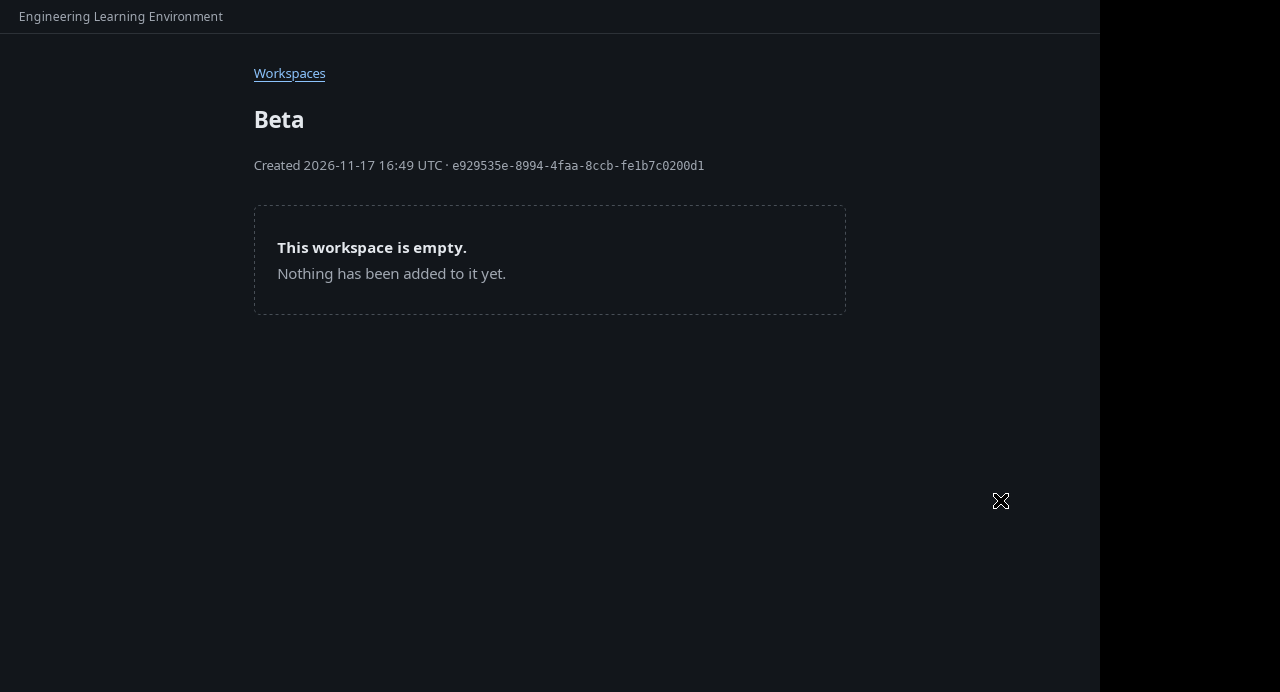 Engineering Learning Environment
Workspaces
Beta
Created 2026-11-17 16:49 UTC · e929535e-8994-4faa-8ccb-fe1b7c0200d1
This workspace is empty.
Nothing has been added to it yet.